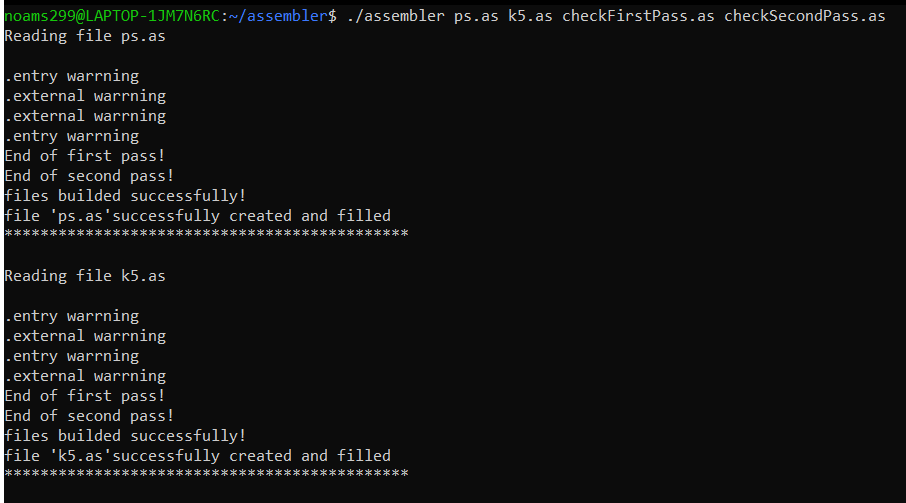 noams299@LAPTOP-1JM7N6RC:~/assembler$ ./assembler ps.as k5.as checkFirstPass.as checkSecondPass.as
Reading file ps.as
.entry warrning
.external warrning
.external warrning
.entry warrning
End of first pass!
End of second pass!
files builded successfully!
file 'ps.as'successfully created and filled
*********************************************
Reading file k5.as
.entry warrning
.external warrning
.entry warrning
.external warrning
End of first pass!
End of second pass!
files builded successfully!
file 'k5.as'successfully created and filled
*********************************************